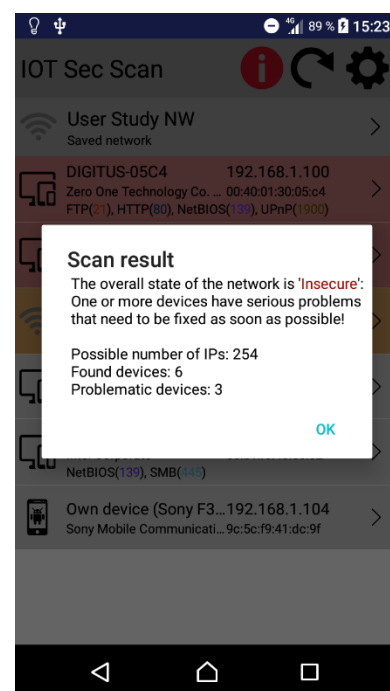 4G 89 % 15:23
IOT Sec Scan
User Study NW
Saved network
DIGITUS-05C4 192.168.1.100
Zero One Technology Co. ... 00:40:01:30:05:c4
FTP(21), HTTP(80), NetBIOS(139), UPnP(1900)
Scan result
The overall state of the network is 'Insecure':
One or more devices have serious problems
that need to be fixed as soon as possible!
Possible number of IPs: 254
Found devices: 6
Problematic devices: 3
OK
NetBIOS(139), SMB(445)
Own device (Sony F3...192.168.1.104
Sony Mobile Communicati...9c:5c:f9:41:dc:9f